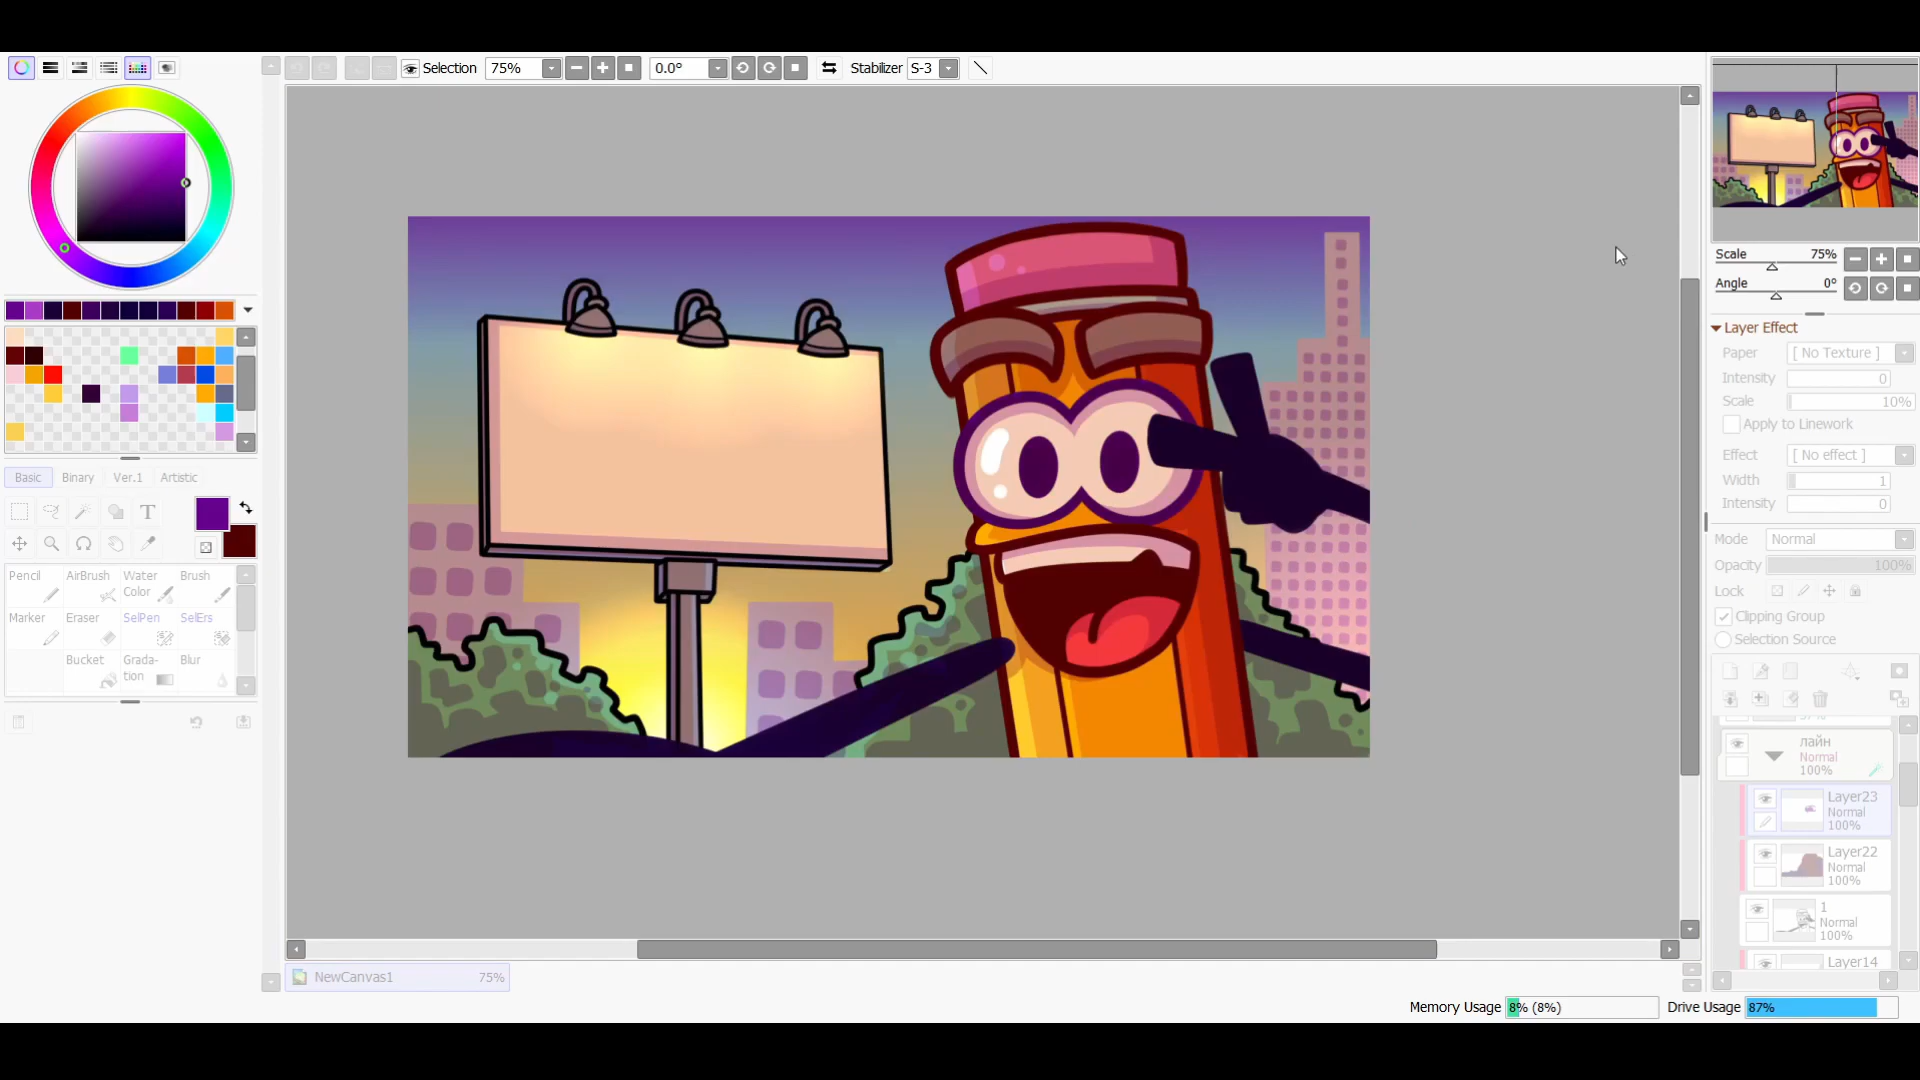 Selection 75% 0.0° Stabilizer S-3
Scale 75%
Angle 0°
Layer Effect
Paper [ No Texture ]
Intensity 0
Scale 10%
Apply to Linework
Effect [ No effect ]
Width 1
Intensity 0
Mode Normal
Opacity 100%
Lock
Clipping Group
Selection Source
Basic Binary Ver.1 Artistic
T
Pencil AirBrush Water Color Brush
Marker Eraser SelPen SelErs
Bucket Grada-tion Blur
лайн
Normal
100%
Layer23
Normal
100%
Layer22
Normal
100%
1
Normal
100%
Layer14
NewCanvas1 75%
Memory Usage 8% (8%) Drive Usage 87%